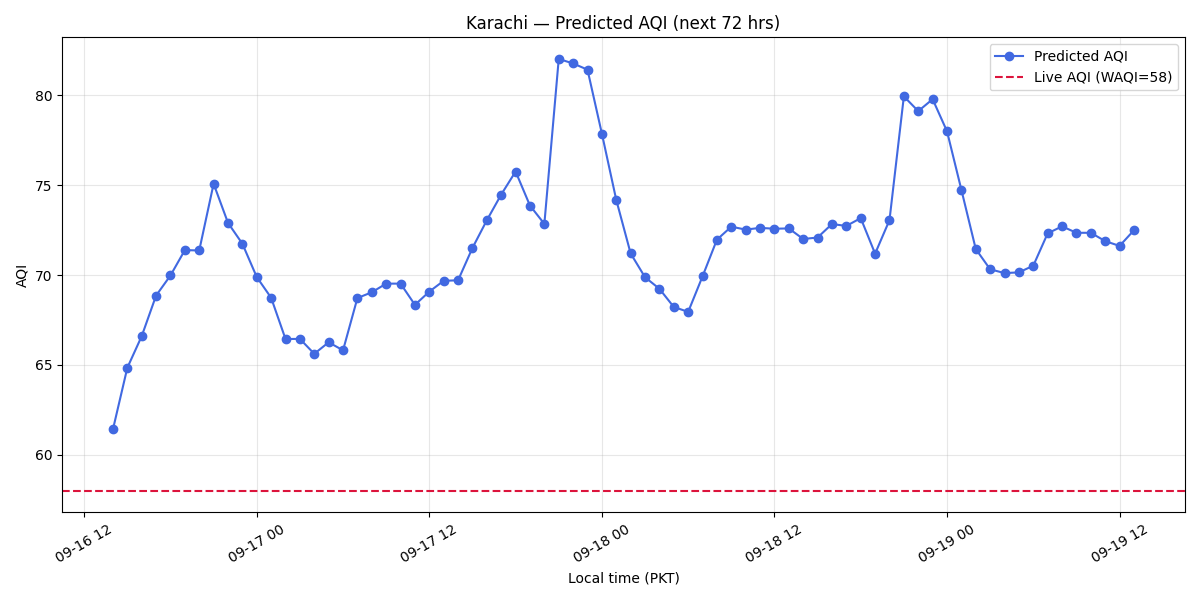 Karachi — Predicted AQI (next 72 hrs)
Predicted AQI
Live AQI (WAQI=58)
AQI
80
75
70
65
60
09-16 12
09-17 00
09-17 12
09-18 00
09-18 12
09-19 00
09-19 12
Local time (PKT)